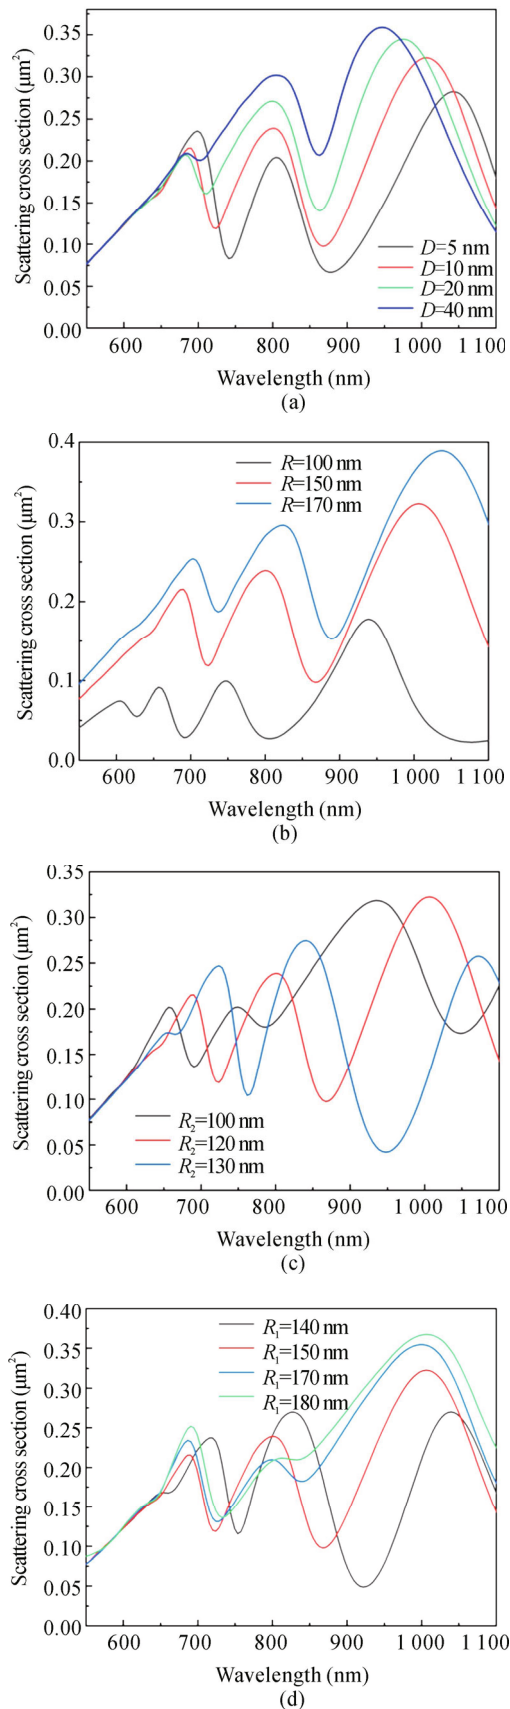 0.35
0.30
0.25
0.20
0.15
0.10
0.05
0.00
Scattering cross section (μm²)
D=5 nm
D=10 nm
D=20 nm
D=40 nm
600 700 800 900 1 000 1 100
Wavelength (nm)
(a)
0.4
0.3
0.2
0.1
0.0
Scattering cross section (μm²)
R=100 nm
R=150 nm
R=170 nm
600 700 800 900 1 000 1 100
Wavelength (nm)
(b)
0.35
0.30
0.25
0.20
0.15
0.10
0.05
0.00
Scattering cross section (μm²)
R₂=100 nm
R₂=120 nm
R₂=130 nm
600 700 800 900 1 000 1 100
Wavelength (nm)
(c)
0.40
0.35
0.30
0.25
0.20
0.15
0.10
0.05
0.00
Scattering cross section (μm²)
R₁=140 nm
R₁=150 nm
R₁=170 nm
R₁=180 nm
600 700 800 900 1 000 1 100
Wavelength (nm)
(d)